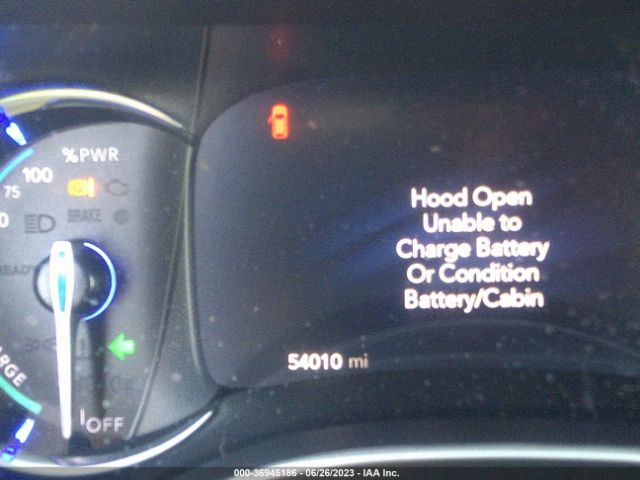 %PWR
100
75
BRAKE
READY
OFF
Hood Open
Unable to
Charge Battery
Or Condition
Battery/Cabin
54010 mi
000-36945186 - 06/26/2023 - IAA Inc.